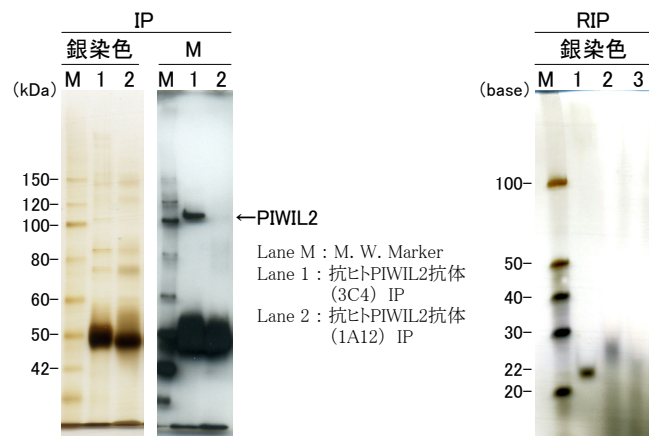 IP
銀染色
M
(kDa)
M 1 2
M 1 2
150-
120-
100-
80-
60-
50-
42-
←PIWIL2
Lane M : M. W. Marker
Lane 1 : 抗ヒトPIWIL2抗体
(3C4) IP
Lane 2 : 抗ヒトPIWIL2抗体
(1A12) IP
RIP
銀染色
(base)
M 1 2 3
100-
50-
40-
30-
22-
20-